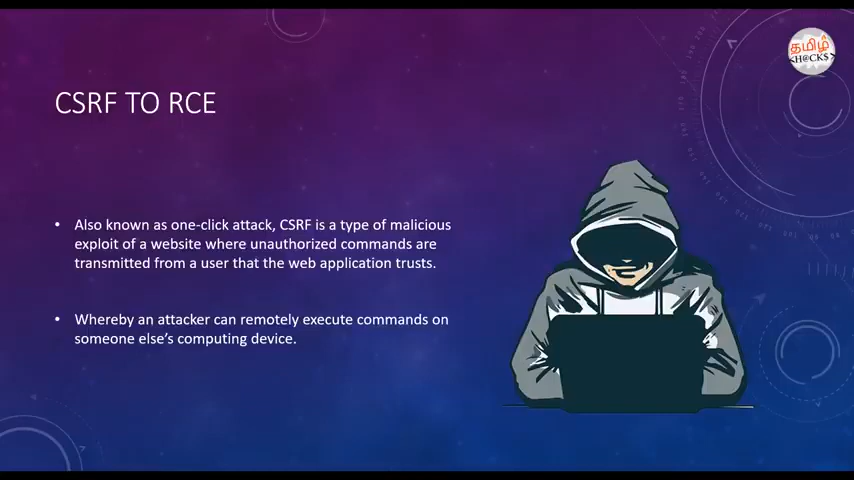 தமிழ்
<H@CK$>
CSRF TO RCE
• Also known as one-click attack, CSRF is a type of malicious
exploit of a website where unauthorized commands are
transmitted from a user that the web application trusts.
• Whereby an attacker can remotely execute commands on
someone else’s computing device.